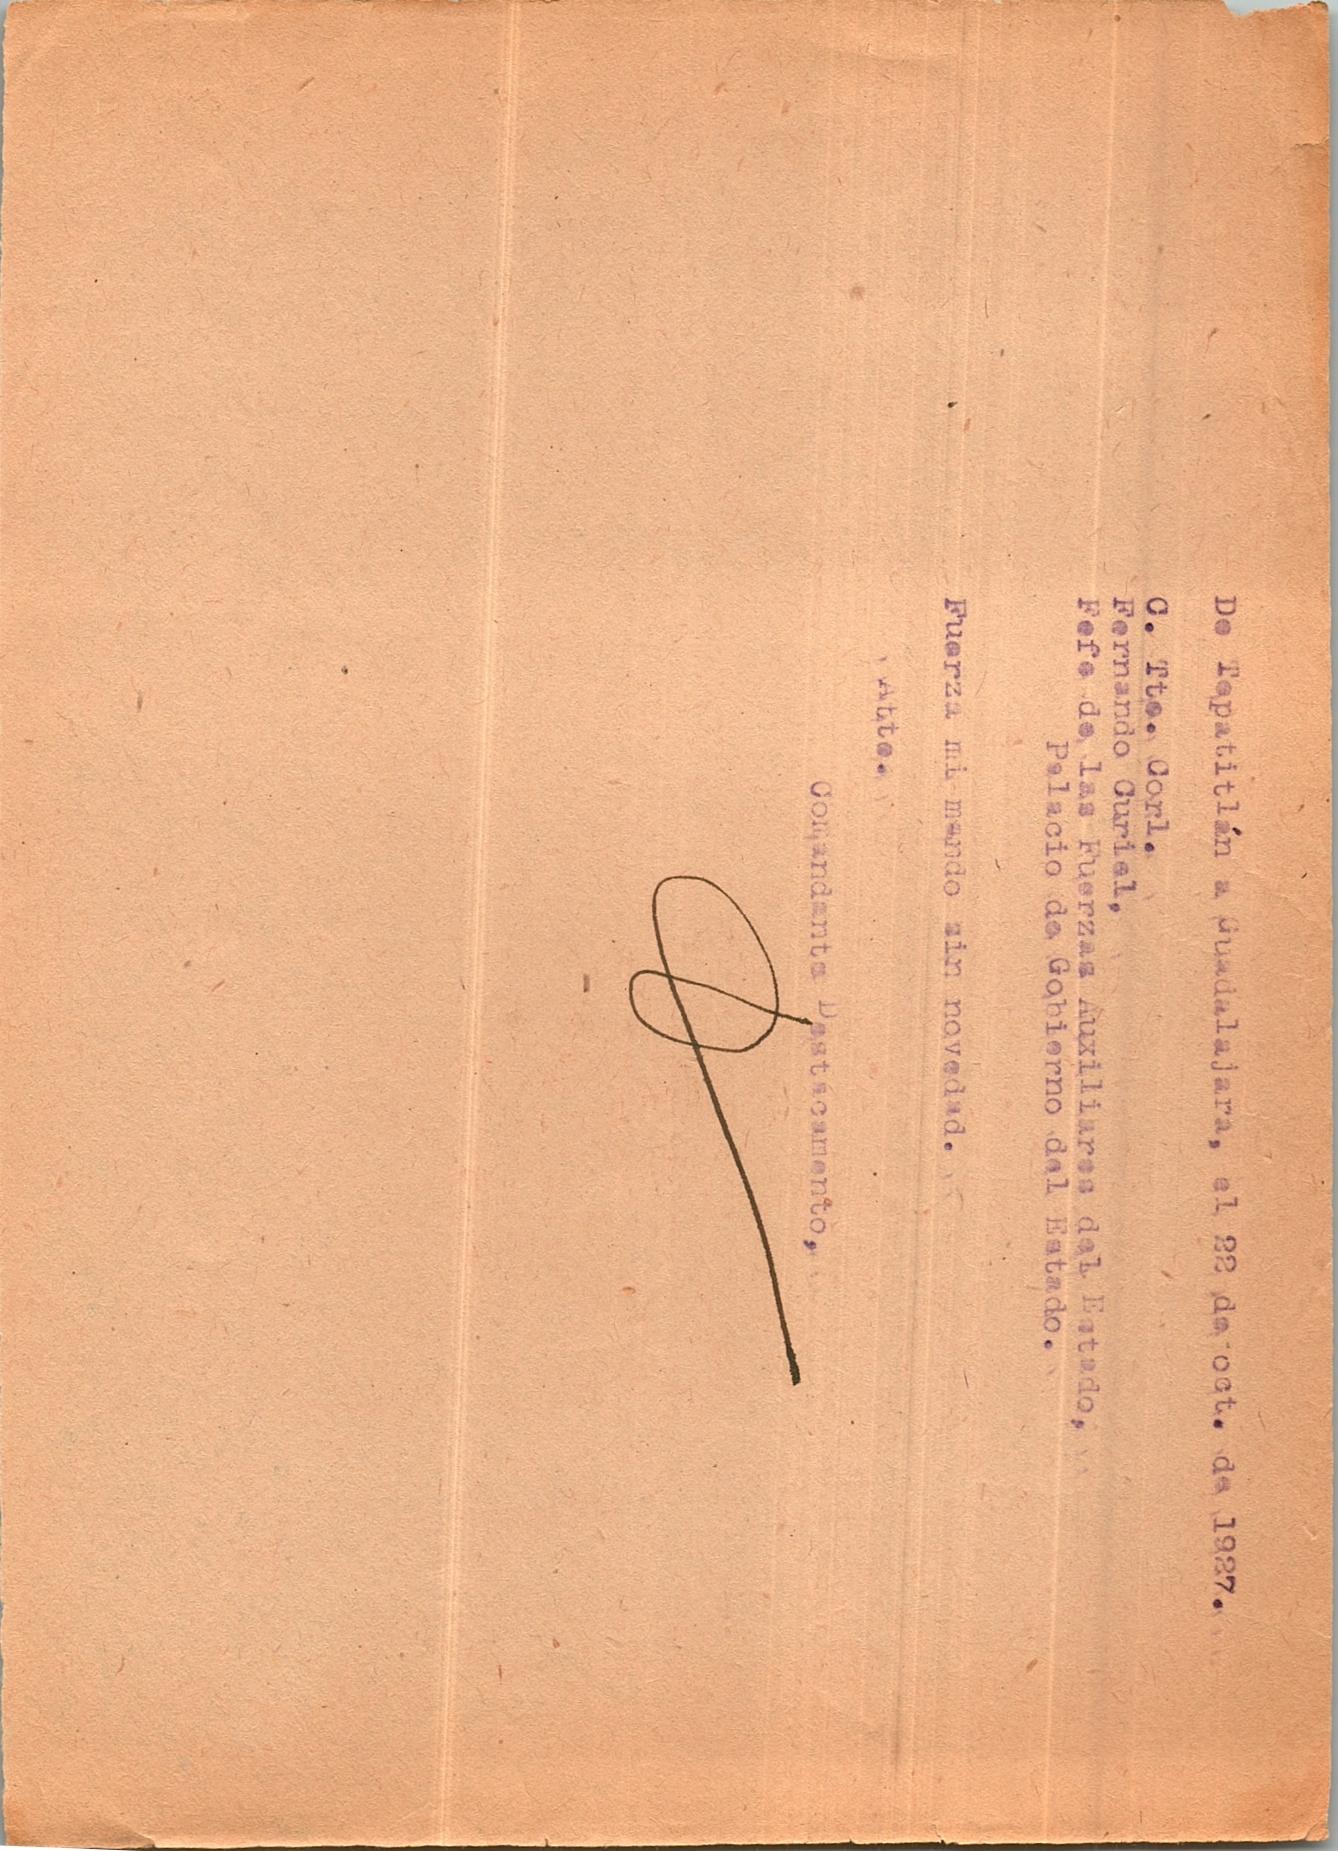 De Tepatitlán a Guadalajara, el 22 de oct. de 1927.
C. Tte. Corl.
Fernando Curiel,
Fefe de las Fuerzas Auxiliares del Estado,
Palacio de Gobierno del Estado.
Fuerza mi mando sin novedad.
Atte.
Comandante Destacamento,